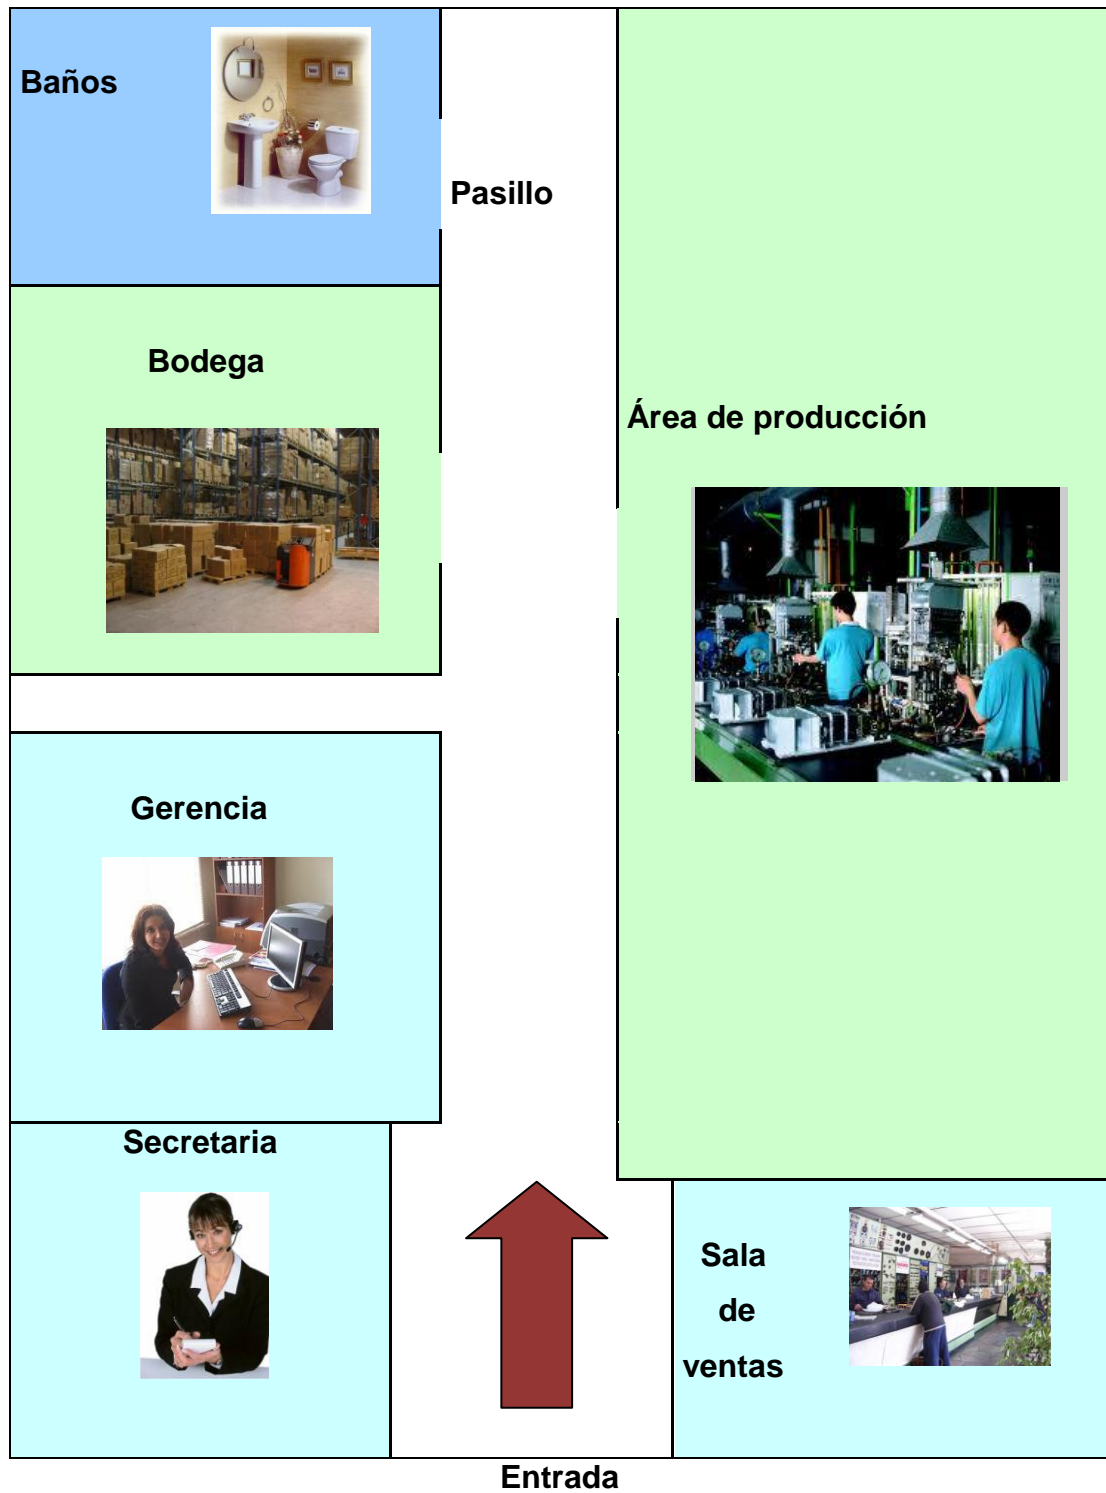 Baños
Pasillo
Bodega
Área de producción
Gerencia
Secretaria
Sala
de
ventas
Entrada